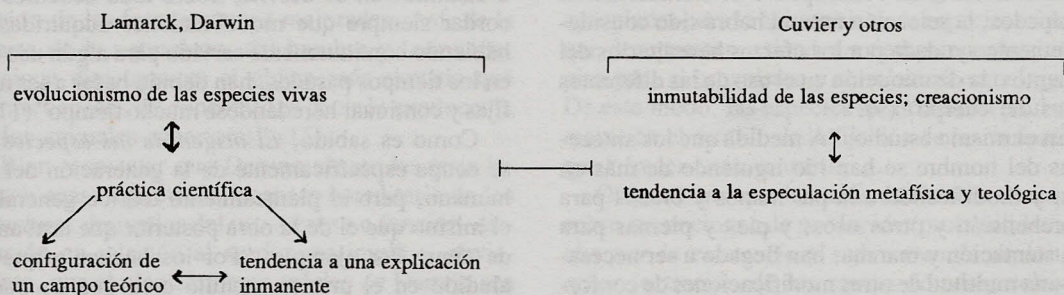 Lamarck, Darwin
Cuvier y otros
evolucionismo de las especies vivas
inmutabilidad de las especies; creacionismo
práctica científica
tendencia a la especulación metafísica y teológica
configuración de
un campo teórico
tendencia a una explicación
inmanente